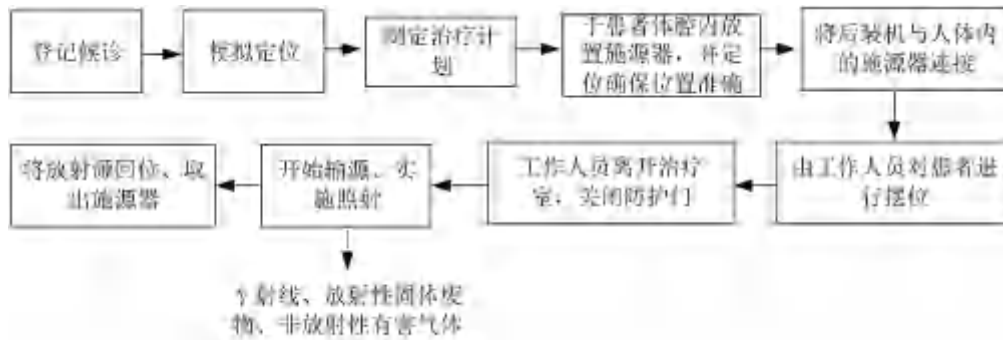 登记候诊
模拟定位
制定治疗计
划
于患者体腔内放
置施源器，并定
位确保位置准确
将后装机与人体内
的施源器连接
由工作人员对患者进
行摆位
工作人员离开治疗
室，关闭防护门
开始输源、实
施照射
将放射源回位、取
出施源器
γ射线、放射性固体废
物、非放射性有害气体